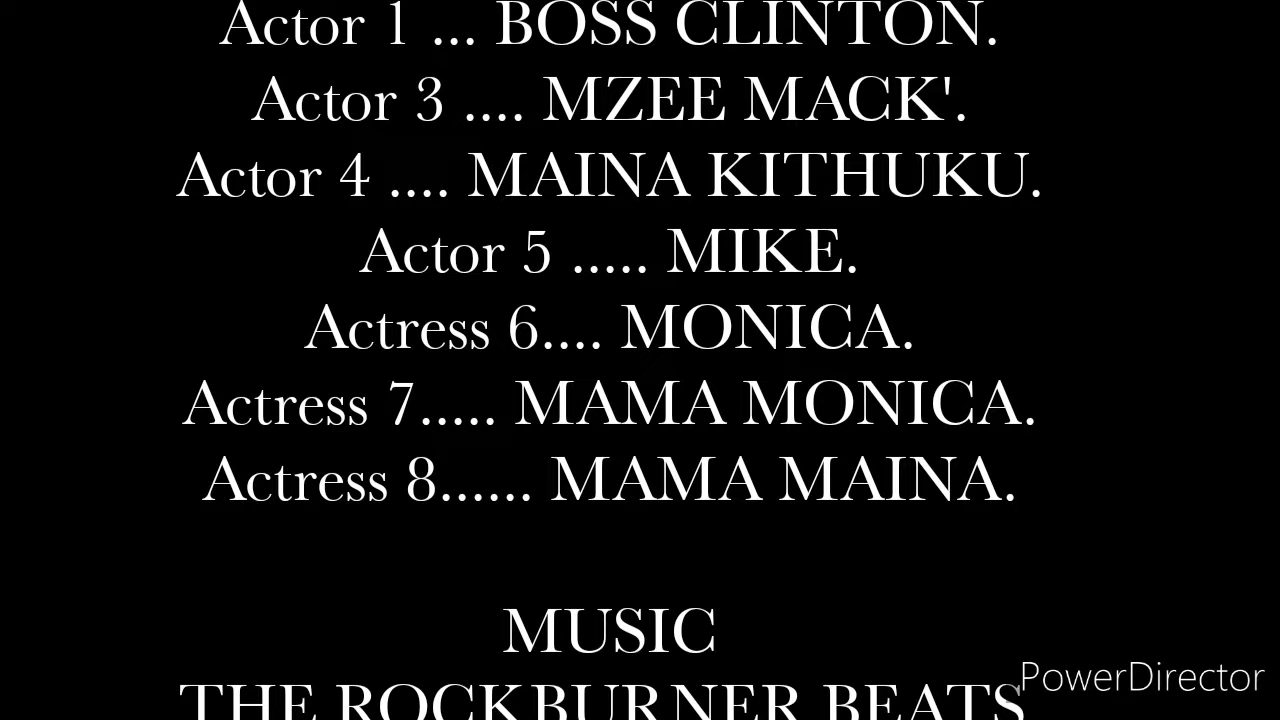 Actor 1 ... BOSS CLINTON.
Actor 3 .... MZEE MACK'.
Actor 4 .... MAINA KITHUKU.
Actor 5 ..... MIKE.
Actress 6.... MONICA.
Actress 7..... MAMA MONICA.
Actress 8...... MAMA MAINA.
MUSIC
THE ROCKBURNER BEATS
PowerDirector